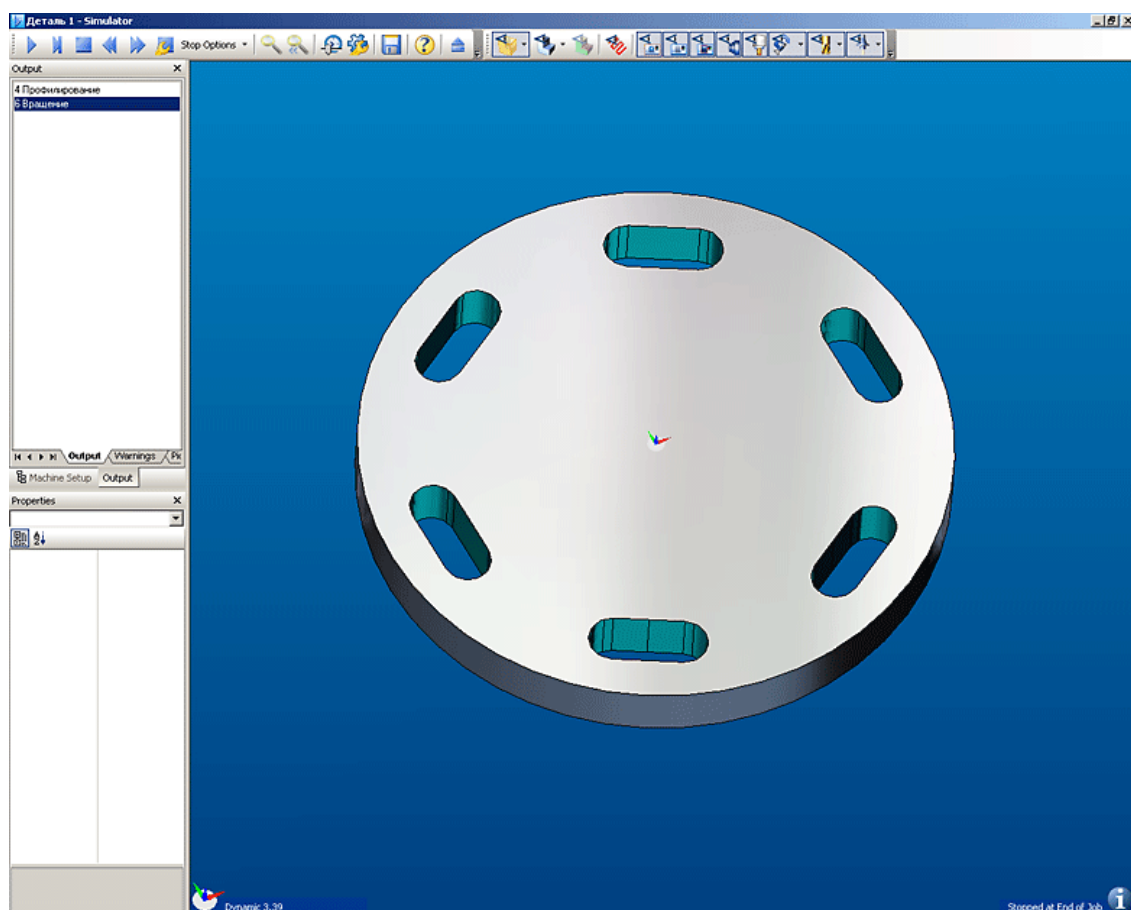 Деталь 1 - Simulator
Stop Options
Output
4 Профилирование
6 Вращение
Output
Warnings
Machine Setup
Output
Properties
Dynamic 3.39
Stopped at End of Job